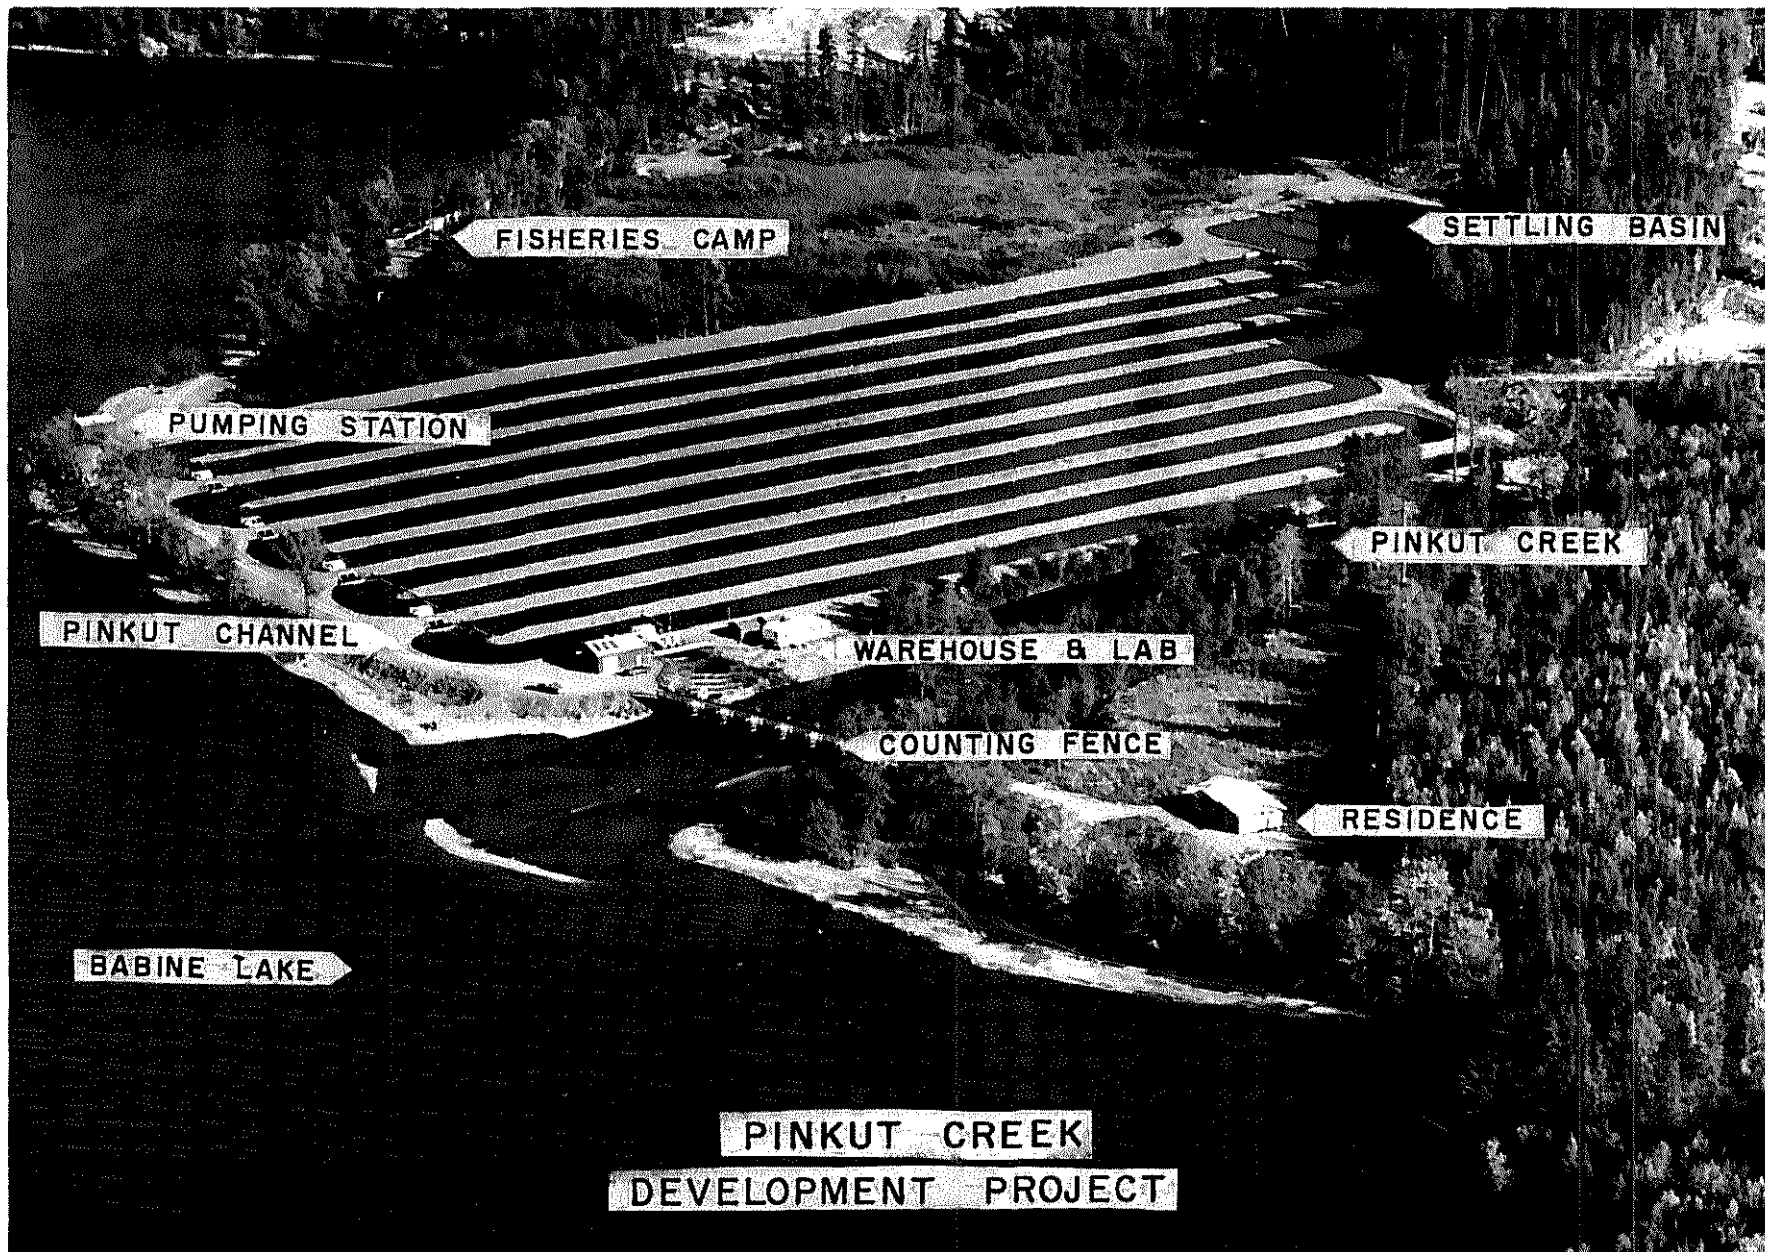 FISHERIES CAMP
SETTLING BASIN
PUMPING STATION
PINKUT CREEK
PINKUT CHANNEL
WAREHOUSE & LAB
COUNTING FENCE
RESIDENCE
BABINE LAKE
PINKUT CREEK
DEVELOPMENT PROJECT